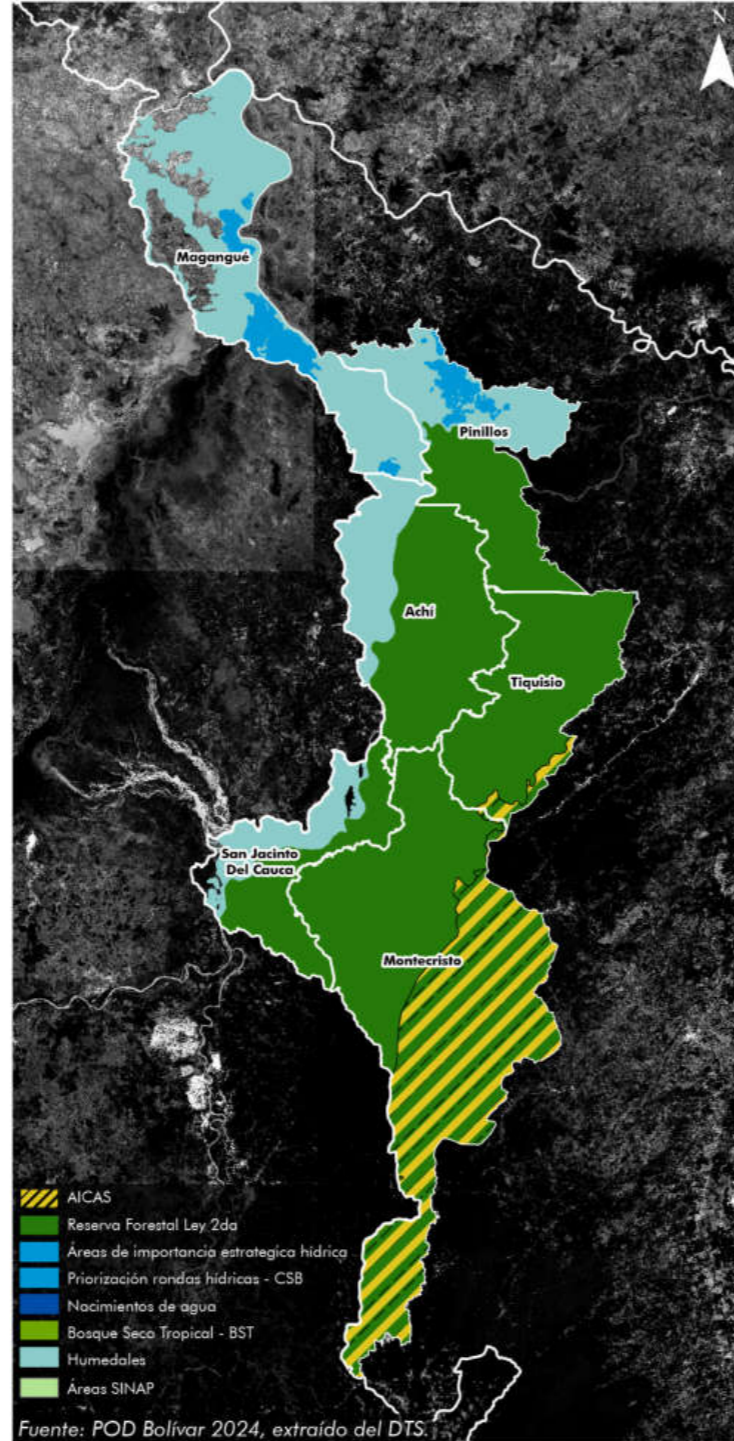 N
Magangué
Pinillos
Achí
Tiquisio
San Jacinto
Del Cauca
Montecristo
AICAS
Reserva Forestal Ley 2da
Áreas de importancia estrategica hídrica
Priorización rondas hídricas - CSB
Nacimientos de agua
Bosque Seco Tropical - BST
Humedales
Áreas SINAP
Fuente: POD Bolívar 2024, extraído del DTS.